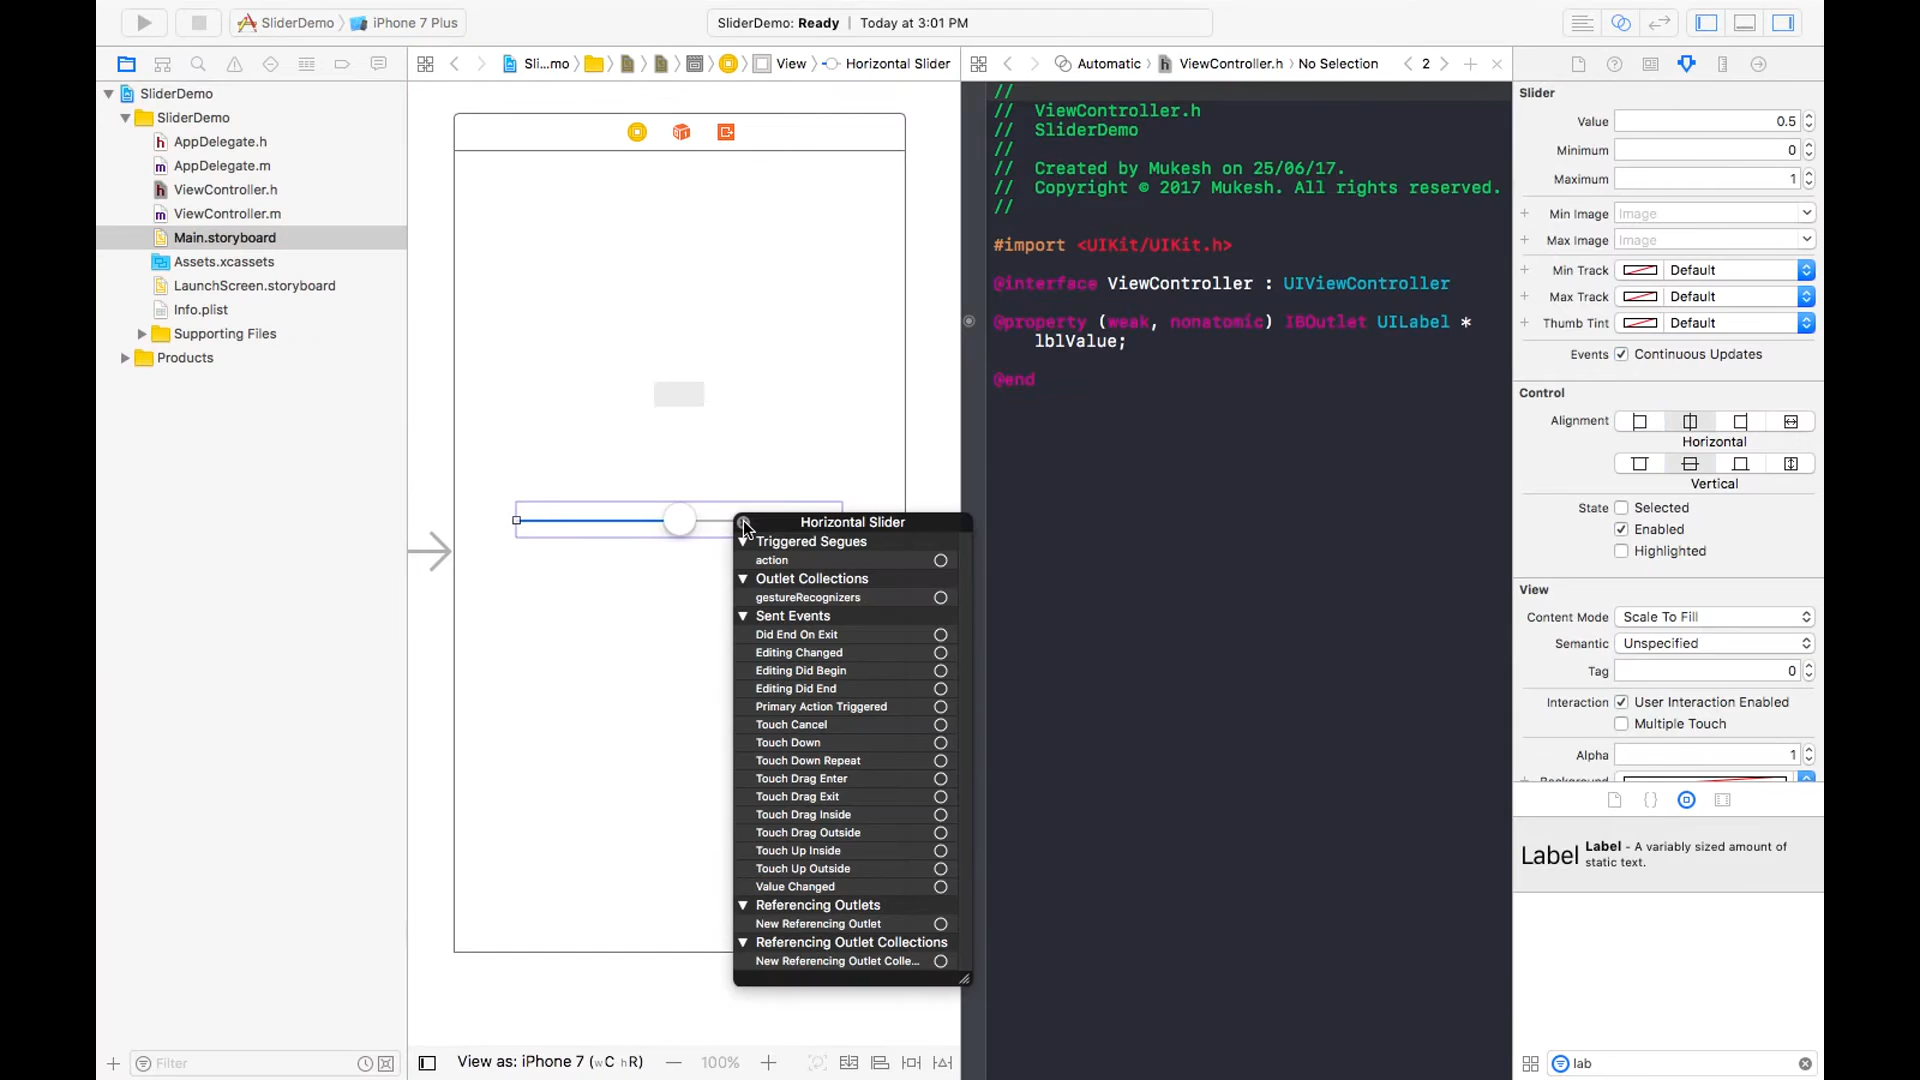 SliderDemo
iPhone 7 Plus
SliderDemo: Ready | Today at 3:01 PM
Sli...mo
View
Horizontal Slider
Automatic
ViewController.h
No Selection
2
SliderDemo
SliderDemo
AppDelegate.h
AppDelegate.m
ViewController.h
ViewController.m
Main.storyboard
Assets.xcassets
LaunchScreen.storyboard
Info.plist
Supporting Files
Products
Filter
Horizontal Slider
Triggered Segues
action
Outlet Collections
gestureRecognizers
Sent Events
Did End On Exit
Editing Changed
Editing Did Begin
Editing Did End
Primary Action Triggered
Touch Cancel
Touch Down
Touch Down Repeat
Touch Drag Enter
Touch Drag Exit
Touch Drag Inside
Touch Drag Outside
Touch Up Inside
Touch Up Outside
Value Changed
Referencing Outlets
New Referencing Outlet
Referencing Outlet Collections
New Referencing Outlet Colle...
View as: iPhone 7 (wC hR)
100%
//
// ViewController.h
// SliderDemo
//
// Created by Mukesh on 25/06/17.
// Copyright © 2017 Mukesh. All rights reserved.
//
#import <UIKit/UIKit.h>
@interface ViewController : UIViewController
@property (weak, nonatomic) IBOutlet UILabel *
lblValue;
@end
Slider
Value 0.5
Minimum 0
Maximum 1
Min Image Image
Max Image Image
Min Track Default
Max Track Default
Thumb Tint Default
Events Continuous Updates
Control
Alignment
Horizontal
Vertical
State Selected
Enabled
Highlighted
View
Content Mode Scale To Fill
Semantic Unspecified
Tag 0
Interaction User Interaction Enabled
Multiple Touch
Alpha 1
Background
Label
Label - A variably sized amount of
static text.
lab